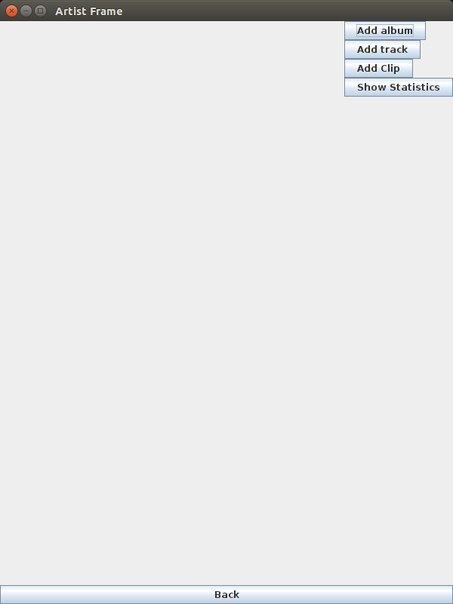 Artist Frame
Add album
Add track
Add Clip
Show Statistics
Back